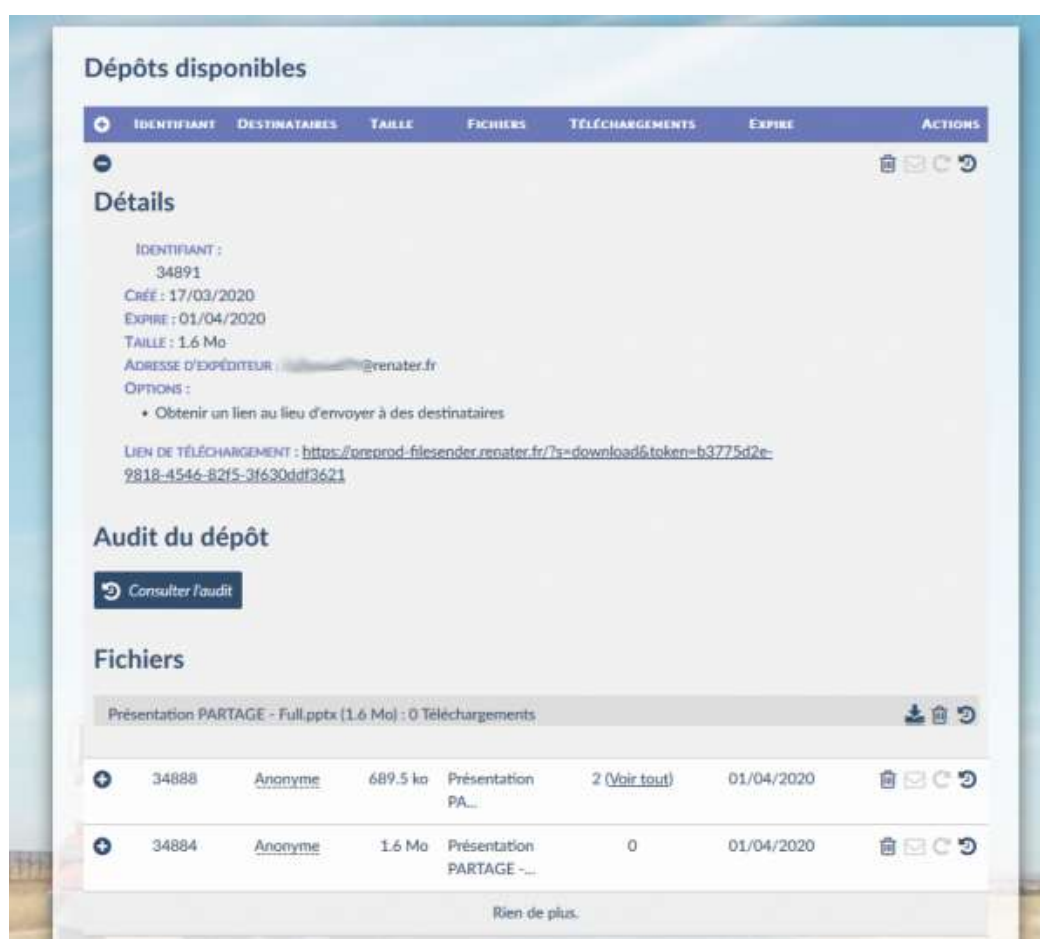 Dépôts disponibles
IDENTIFIANT DESTINATAIRES TAILLE FICHIERS TÉLÉCHARGEMENTS EXPIRE ACTIONS
Détails
IDENTIFIANT :
34891
CRÉÉ : 17/03/2020
EXPIRE : 01/04/2020
TAILLE : 1.6 Mo
ADRESSE D'EXPÉDITEUR : @renater.fr
OPTIONS :
• Obtenir un lien au lieu d'envoyer à des destinataires
LIEN DE TÉLÉCHARGEMENT : https://preprod-filesender.renater.fr/?s=download&token=b3775d2e-
9818-4546-82f5-3f630ddf3621
Audit du dépôt
Consulter l'audit
Fichiers
Présentation PARTAGE - Full.pptx (1.6 Mo) : 0 Téléchargements
34888 Anonyme 689.5 ko Présentation 2 (Voir tout) 01/04/2020
PA...
34884 Anonyme 1.6 Mo Présentation 0 01/04/2020
PARTAGE -...
Rien de plus.